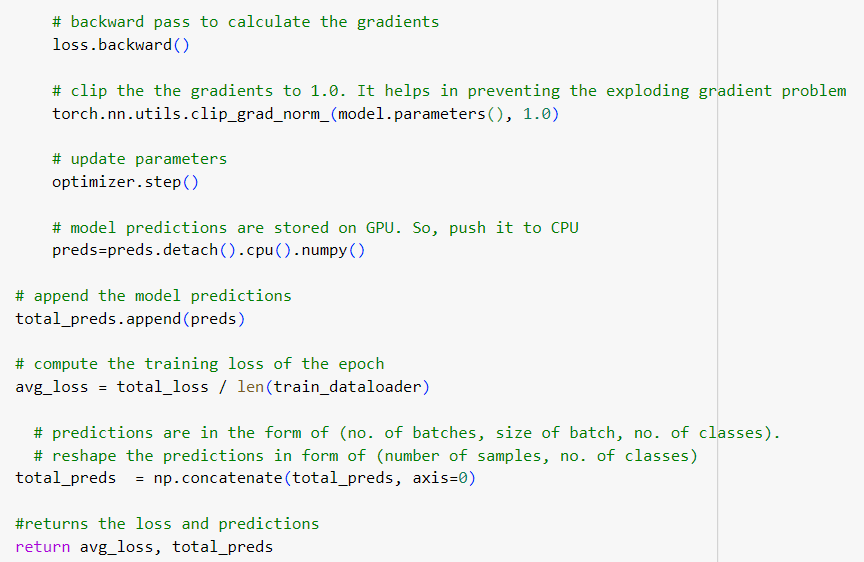 # backward pass to calculate the gradients
loss.backward()
# clip the the gradients to 1.0. It helps in preventing the exploding gradient problem
torch.nn.utils.clip_grad_norm_(model.parameters(), 1.0)
# update parameters
optimizer.step()
# model predictions are stored on GPU. So, push it to CPU
preds=preds.detach().cpu().numpy()
# append the model predictions
total_preds.append(preds)
# compute the training loss of the epoch
avg_loss = total_loss / len(train_dataloader)
# predictions are in the form of (no. of batches, size of batch, no. of classes).
# reshape the predictions in form of (number of samples, no. of classes)
total_preds  = np.concatenate(total_preds, axis=0)
#returns the loss and predictions
return avg_loss, total_preds